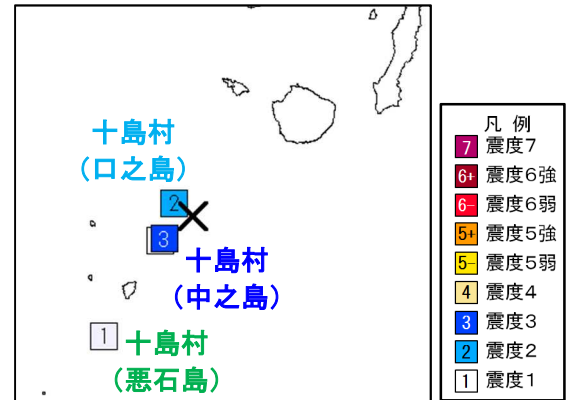 十島村
（口之島）
2
3
十島村
（中之島）
1
十島村
（悪石島）
凡 例
7 震度７
6+ 震度６強
6- 震度６弱
5+ 震度５強
5- 震度５弱
4 震度４
3 震度３
2 震度２
1 震度１